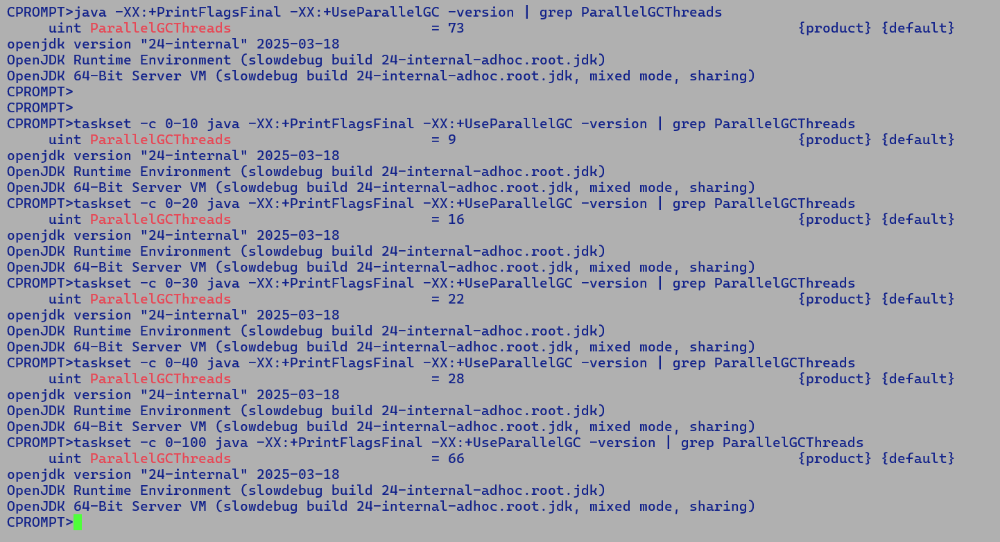 CPROMPT>java -XX:+PrintFlagsFinal -XX:+UseParallelGC -version | grep ParallelGCThreads
     uint ParallelGCThreads                        = 73                                        {product} {default}
openjdk version "24-internal" 2025-03-18
OpenJDK Runtime Environment (slowdebug build 24-internal-adhoc.root.jdk)
OpenJDK 64-Bit Server VM (slowdebug build 24-internal-adhoc.root.jdk, mixed mode, sharing)
CPROMPT>
CPROMPT>
CPROMPT>taskset -c 0-10 java -XX:+PrintFlagsFinal -XX:+UseParallelGC -version | grep ParallelGCThreads
     uint ParallelGCThreads                        = 9                                         {product} {default}
openjdk version "24-internal" 2025-03-18
OpenJDK Runtime Environment (slowdebug build 24-internal-adhoc.root.jdk)
OpenJDK 64-Bit Server VM (slowdebug build 24-internal-adhoc.root.jdk, mixed mode, sharing)
CPROMPT>taskset -c 0-20 java -XX:+PrintFlagsFinal -XX:+UseParallelGC -version | grep ParallelGCThreads
     uint ParallelGCThreads                        = 16                                        {product} {default}
openjdk version "24-internal" 2025-03-18
OpenJDK Runtime Environment (slowdebug build 24-internal-adhoc.root.jdk)
OpenJDK 64-Bit Server VM (slowdebug build 24-internal-adhoc.root.jdk, mixed mode, sharing)
CPROMPT>taskset -c 0-30 java -XX:+PrintFlagsFinal -XX:+UseParallelGC -version | grep ParallelGCThreads
     uint ParallelGCThreads                        = 22                                        {product} {default}
openjdk version "24-internal" 2025-03-18
OpenJDK Runtime Environment (slowdebug build 24-internal-adhoc.root.jdk)
OpenJDK 64-Bit Server VM (slowdebug build 24-internal-adhoc.root.jdk, mixed mode, sharing)
CPROMPT>taskset -c 0-40 java -XX:+PrintFlagsFinal -XX:+UseParallelGC -version | grep ParallelGCThreads
     uint ParallelGCThreads                        = 28                                        {product} {default}
openjdk version "24-internal" 2025-03-18
OpenJDK Runtime Environment (slowdebug build 24-internal-adhoc.root.jdk)
OpenJDK 64-Bit Server VM (slowdebug build 24-internal-adhoc.root.jdk, mixed mode, sharing)
CPROMPT>taskset -c 0-100 java -XX:+PrintFlagsFinal -XX:+UseParallelGC -version | grep ParallelGCThreads
     uint ParallelGCThreads                        = 66                                        {product} {default}
openjdk version "24-internal" 2025-03-18
OpenJDK Runtime Environment (slowdebug build 24-internal-adhoc.root.jdk)
OpenJDK 64-Bit Server VM (slowdebug build 24-internal-adhoc.root.jdk, mixed mode, sharing)
CPROMPT>